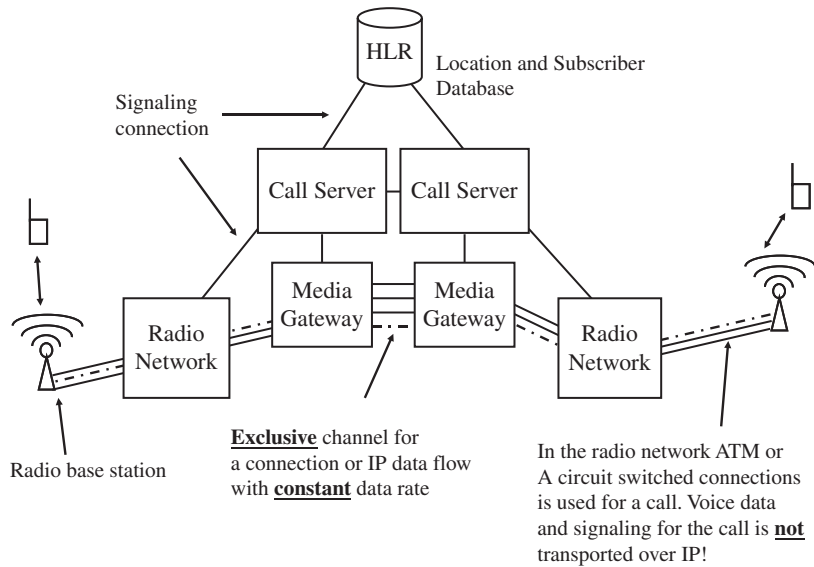 HLR
Location and Subscriber
Database
Signaling
connection
Call Server
Call Server
Media
Gateway
Media
Gateway
Radio
Network
Radio
Network
Radio base station
Exclusive channel for
a connection or IP data flow
with constant data rate
In the radio network ATM or
A circuit switched connections
is used for a call. Voice data
and signaling for the call is not
transported over IP!